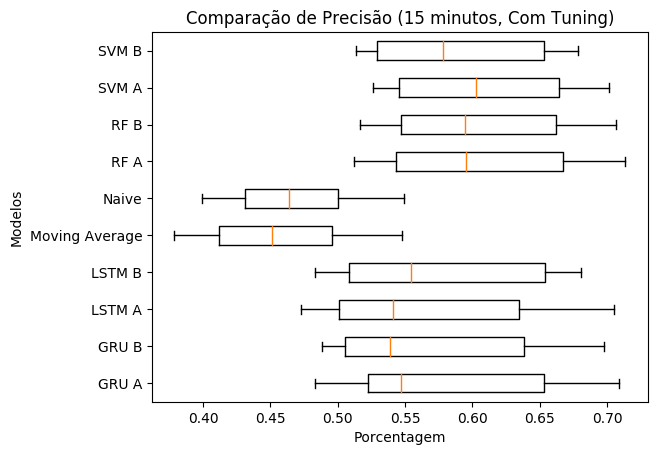 Comparação de Precisão (15 minutos, Com Tuning)
SVM B
SVM A
RF B
RF A
Naive
Moving Average
LSTM B
LSTM A
GRU B
GRU A
Modelos
0.40 0.45 0.50 0.55 0.60 0.65 0.70
Porcentagem